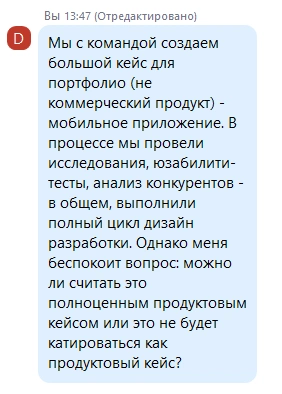 Вы 13:47 (Отредактировано)
D
Мы с командой создаем
большой кейс для
портфолио (не
коммерческий продукт) -
мобильное приложение. В
процессе мы провели
исследования, юзабилити-
тесты, анализ конкурентов -
в общем, выполнили
полный цикл дизайн
разработки. Однако меня
беспокоит вопрос: можно
ли считать это
полноценным продуктовым
кейсом или это не будет
катироваться как
продуктовый кейс?